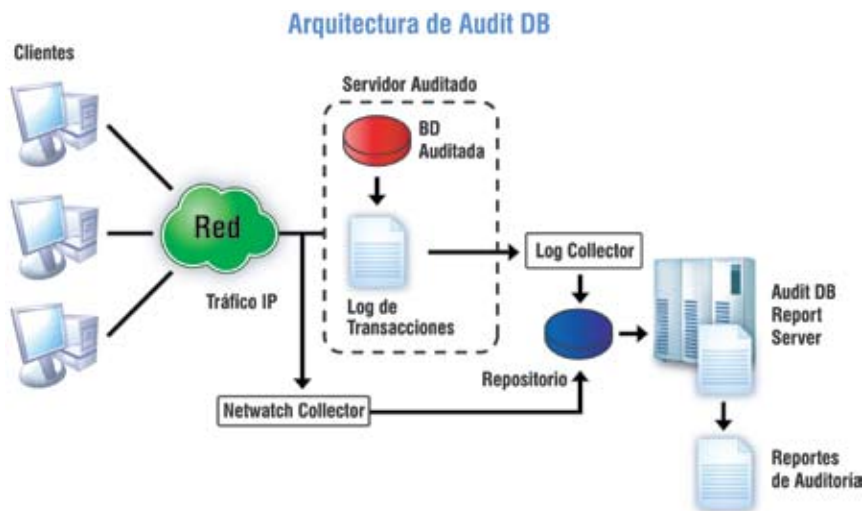 Arquitectura de Audit DB
Clientes
Servidor Auditado
BD
Auditada
Red
Tráfico IP
Log de
Transacciones
Log Collector
Audit DB
Report
Server
Repositorio
Netwatch Collector
Reportes
de Auditoría